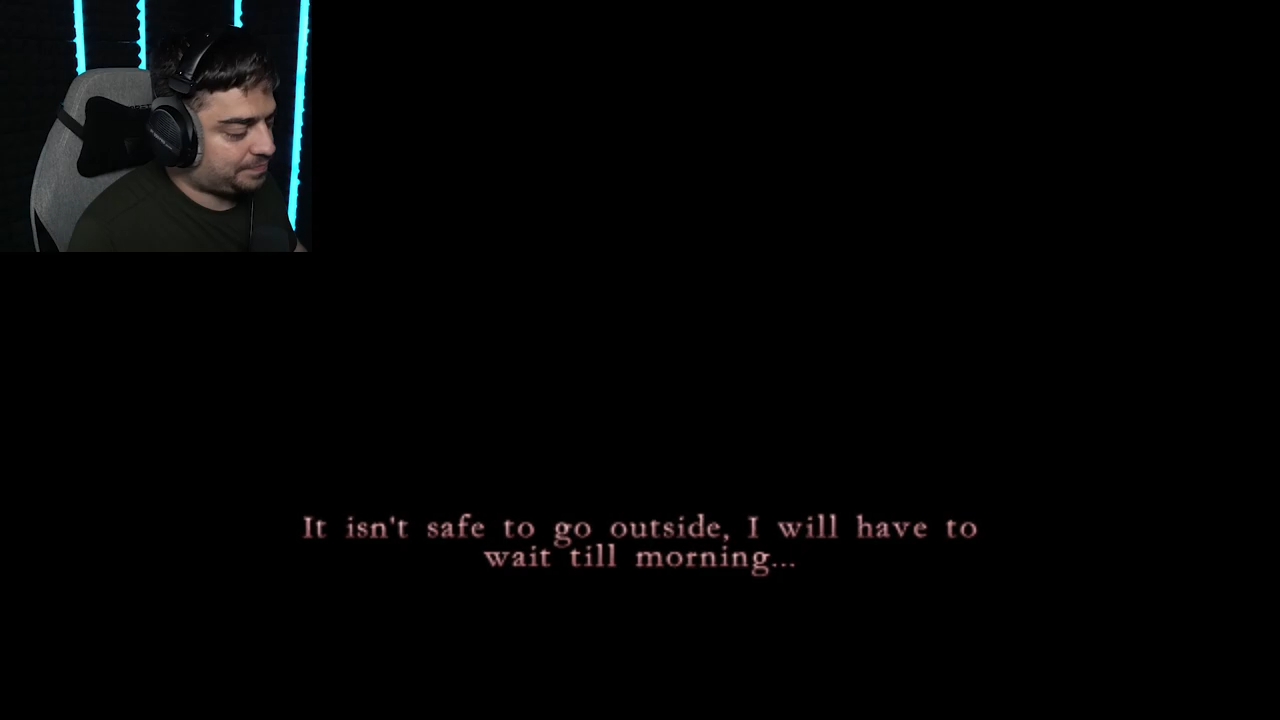 It isn't safe to go outside, I will have to
wait till morning...